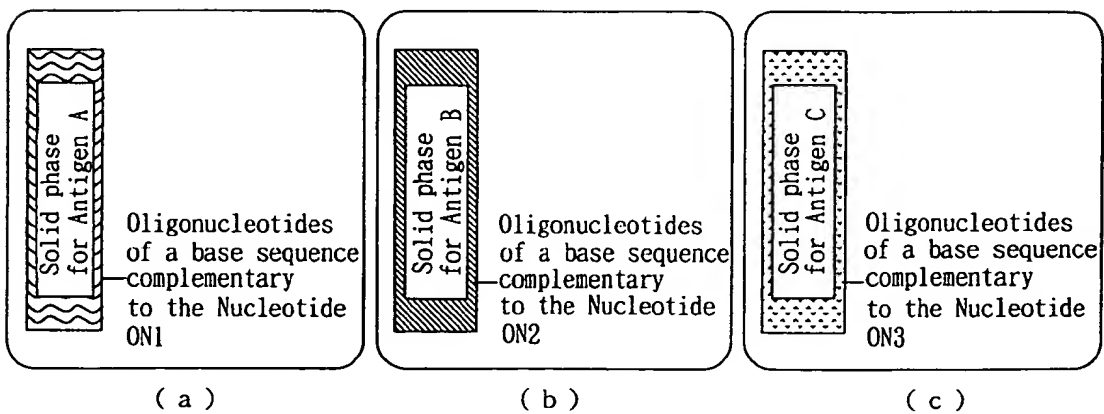 Solid phase
for Antigen A
Oligonucleotides
of a base sequence
complementary
to the Nucleotide
ON1
Solid phase
for Antigen B
Oligonucleotides
of a base sequence
complementary
to the Nucleotide
ON2
Solid phase
for Antigen C
Oligonucleotides
of a base sequence
complementary
to the Nucleotide
ON3
( a )
( b )
( c )